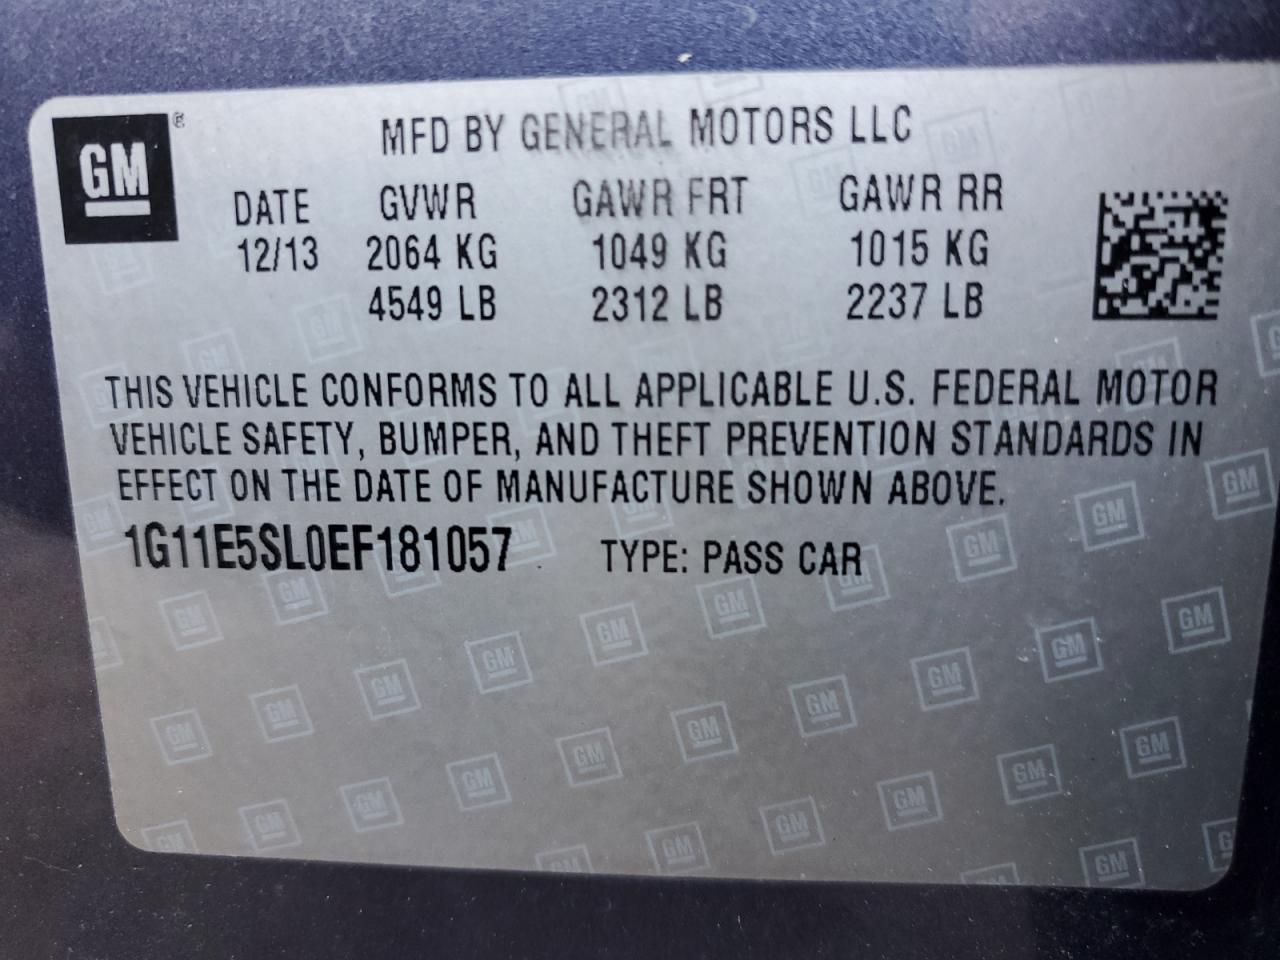 GM®
MFD BY GENERAL MOTORS LLC
DATE GVWR GAWR FRT GAWR RR
12/13 2064 KG 1049 KG 1015 KG
4549 LB 2312 LB 2237 LB
THIS VEHICLE CONFORMS TO ALL APPLICABLE U.S. FEDERAL MOTOR
VEHICLE SAFETY, BUMPER, AND THEFT PREVENTION STANDARDS IN
EFFECT ON THE DATE OF MANUFACTURE SHOWN ABOVE.
1G11E5SL0EF181057 TYPE: PASS CAR